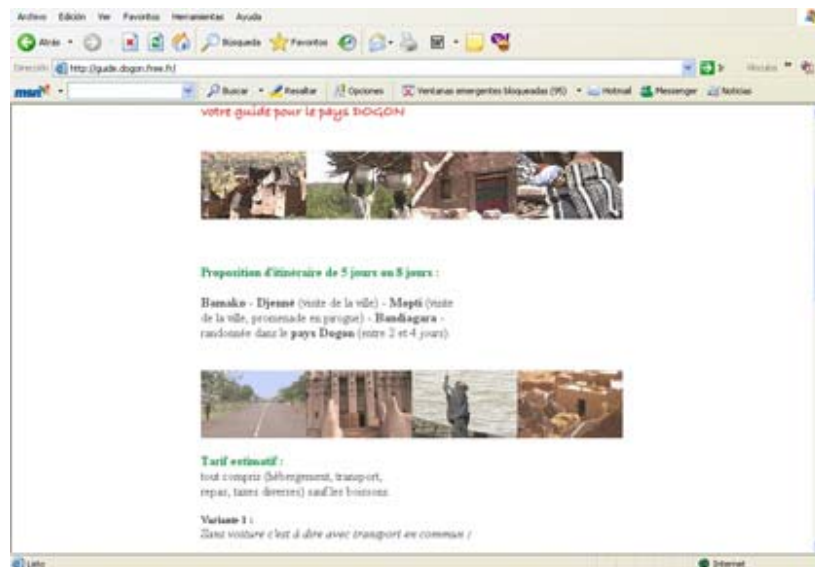 Archivo Edición Ver Favoritos Herramientas Ayuda
Atrás Búsqueda Favoritos
Dirección http://guide.dogon.free.fr/ Vínculos
msn Buscar Resaltar Opciones Ventanas emergentes bloqueadas (95) Hotmail Messenger Noticias
votre guide pour le pays DOGON
Proposition d'itinéraire de 5 jours ou 8 jours :
Bamako - Djenné (visite de la ville) - Mopti (visite
de la ville, promenade en pirogue) - Bandiagara -
randonnée dans le pays Dogon (entre 2 et 4 jours)
Tarif estimatif :
tout compris (hébergement, transport,
repas, taxes diverses) sauf les boissons.
Variante 1 :
Sans voiture c'est à dire avec transport en commun :
Listo Internet